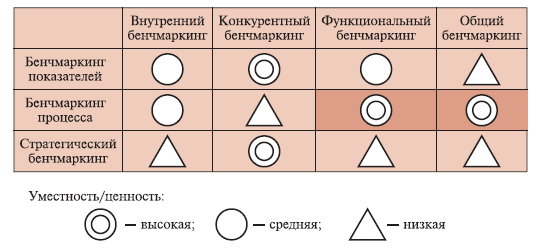 Внутренний бенчмаркинг
Конкурентный бенчмаркинг
Функциональный бенчмаркинг
Общий бенчмаркинг
Бенчмаркинг
показателей
Бенчмаркинг
процесса
Стратегический
бенчмаркинг
Уместность/ценность:
— высокая; — средняя; — низкая